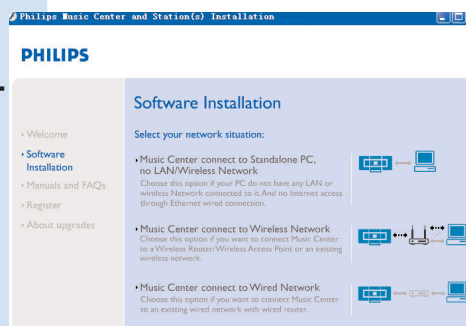 Philips Music Center and Station(s) Installation
PHILIPS
Software Installation
Welcome
Software
Installation
Manuals and FAQs
Register
About upgrades
Select your network situation:
Music Center connect to Standalone PC,
no LAN/Wireless Network
Choose this option if your PC do not have any LAN or
wireless Network connected to it.And no Internet access
through Ethernet wired connection.
Music Center connect to Wireless Network
Choose this option if you want to connect Music Center
to a Wireless Router/Wireless Access Point or an existing
wireless network.
Music Center connect to Wired Network
Choose this option if you want to connect Music Center
to an existing wired network with wired router.